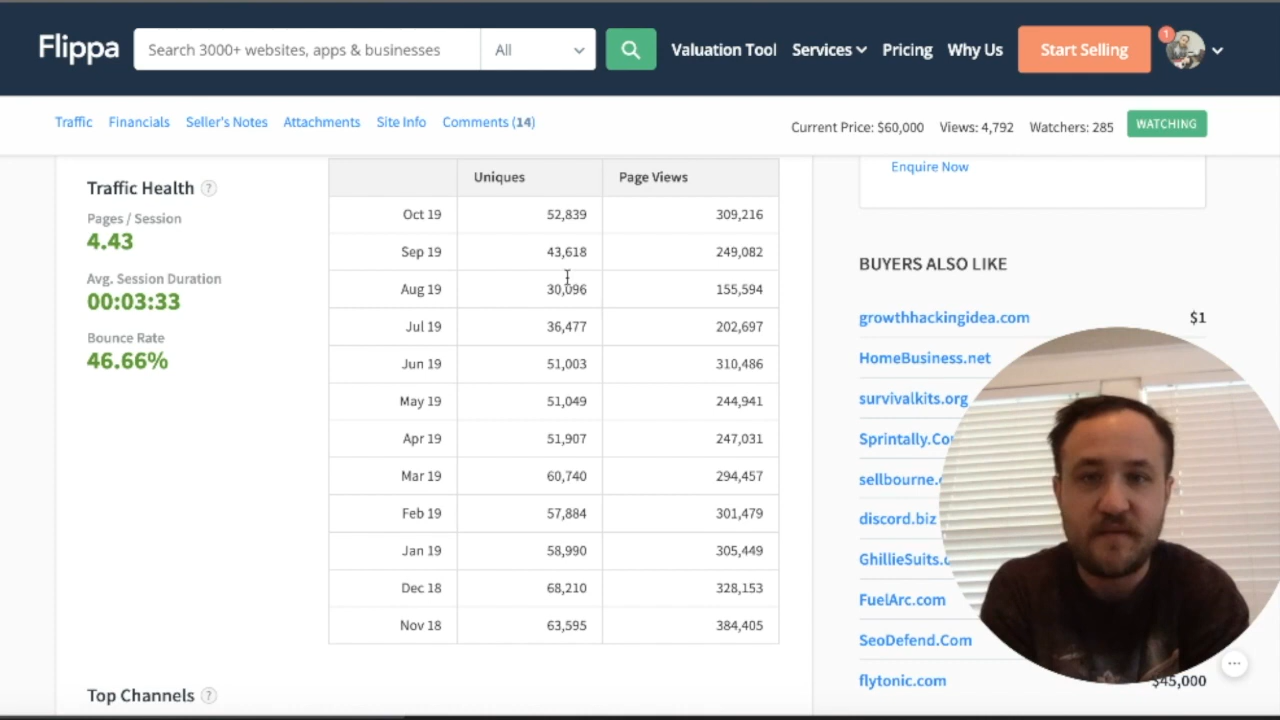 Flippa
Search 3000+ websites, apps & businesses
All
Valuation Tool
Services
Pricing
Why Us
Start Selling
1
Traffic
Financials
Seller's Notes
Attachments
Site Info
Comments (14)
Current Price: $60,000
Views: 4,792
Watchers: 285
WATCHING
Traffic Health ?
Pages / Session
4.43
Avg. Session Duration
00:03:33
Bounce Rate
46.66%
Uniques Page Views
Oct 19 52,839 309,216
Sep 19 43,618 249,082
Aug 19 30,096 155,594
Jul 19 36,477 202,697
Jun 19 51,003 310,486
May 19 51,049 244,941
Apr 19 51,907 247,031
Mar 19 60,740 294,457
Feb 19 57,884 301,479
Jan 19 58,990 305,449
Dec 18 68,210 328,153
Nov 18 63,595 384,405
Top Channels ?
Enquire Now
BUYERS ALSO LIKE
growthhackingidea.com $1
HomeBusiness.net
survivalkits.org
Sprintally.Co
sellbourne.
discord.biz
GhillieSuits.
FuelArc.com
SeoDefend.Com
flytonic.com $45,000